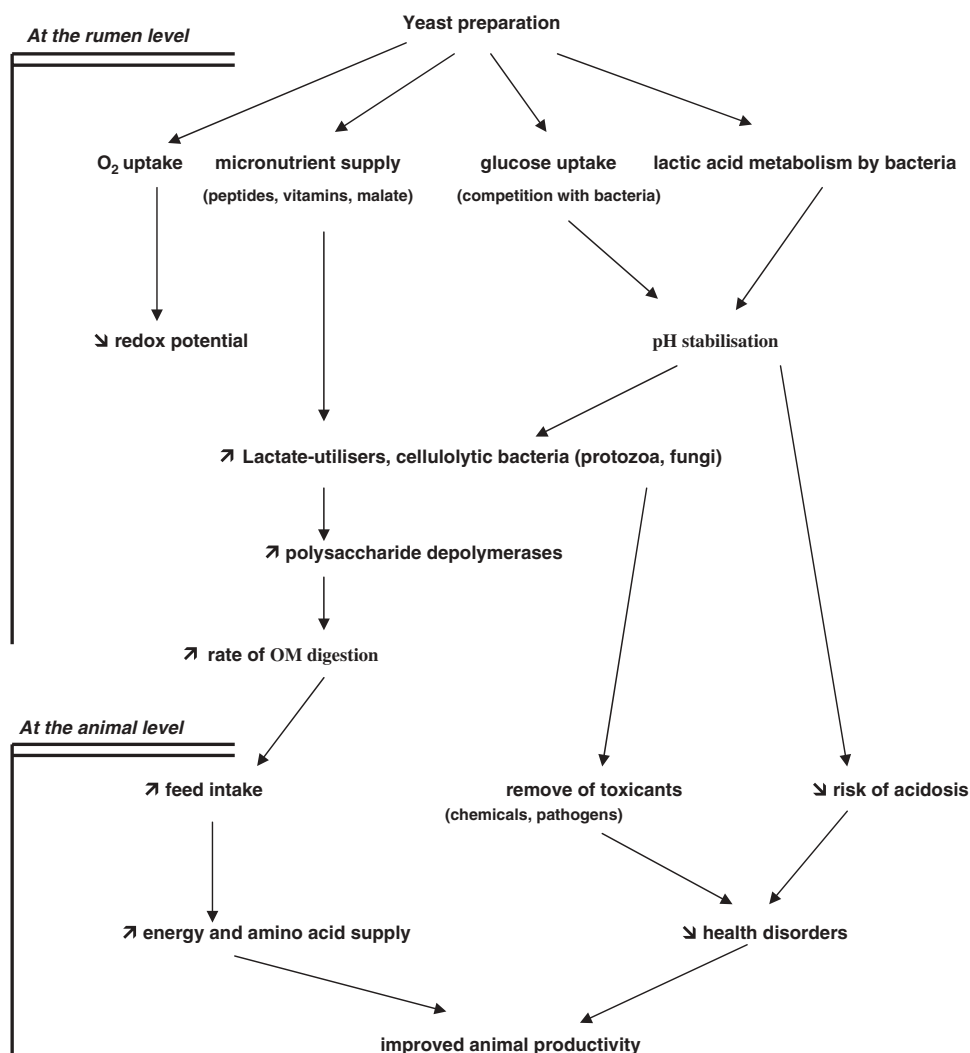 Yeast preparation
At the rumen level
O₂ uptake
micronutrient supply
(peptides, vitamins, malate)
glucose uptake
(competition with bacteria)
lactic acid metabolism by bacteria
↘ redox potential
pH stabilisation
↗ Lactate-utilisers, cellulolytic bacteria (protozoa, fungi)
↗ polysaccharide depolymerases
↗ rate of OM digestion
At the animal level
↗ feed intake
remove of toxicants
(chemicals, pathogens)
↘ risk of acidosis
↗ energy and amino acid supply
↘ health disorders
improved animal productivity